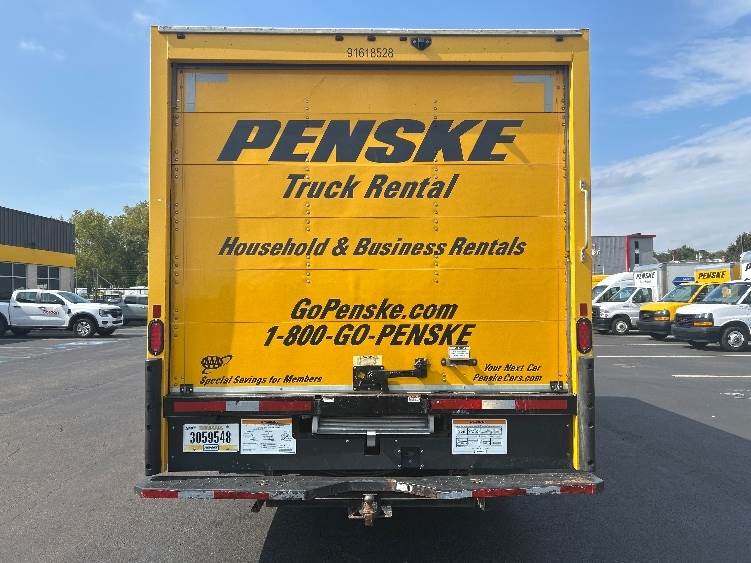 91618528
PENSKE
Truck Rental
Household & Business Rentals
GoPenske.com
1-800-GO-PENSKE
AAA
Special Savings for Members
Your Next Car
PenskeCars.com
3059548
PENSKE
PENSKE